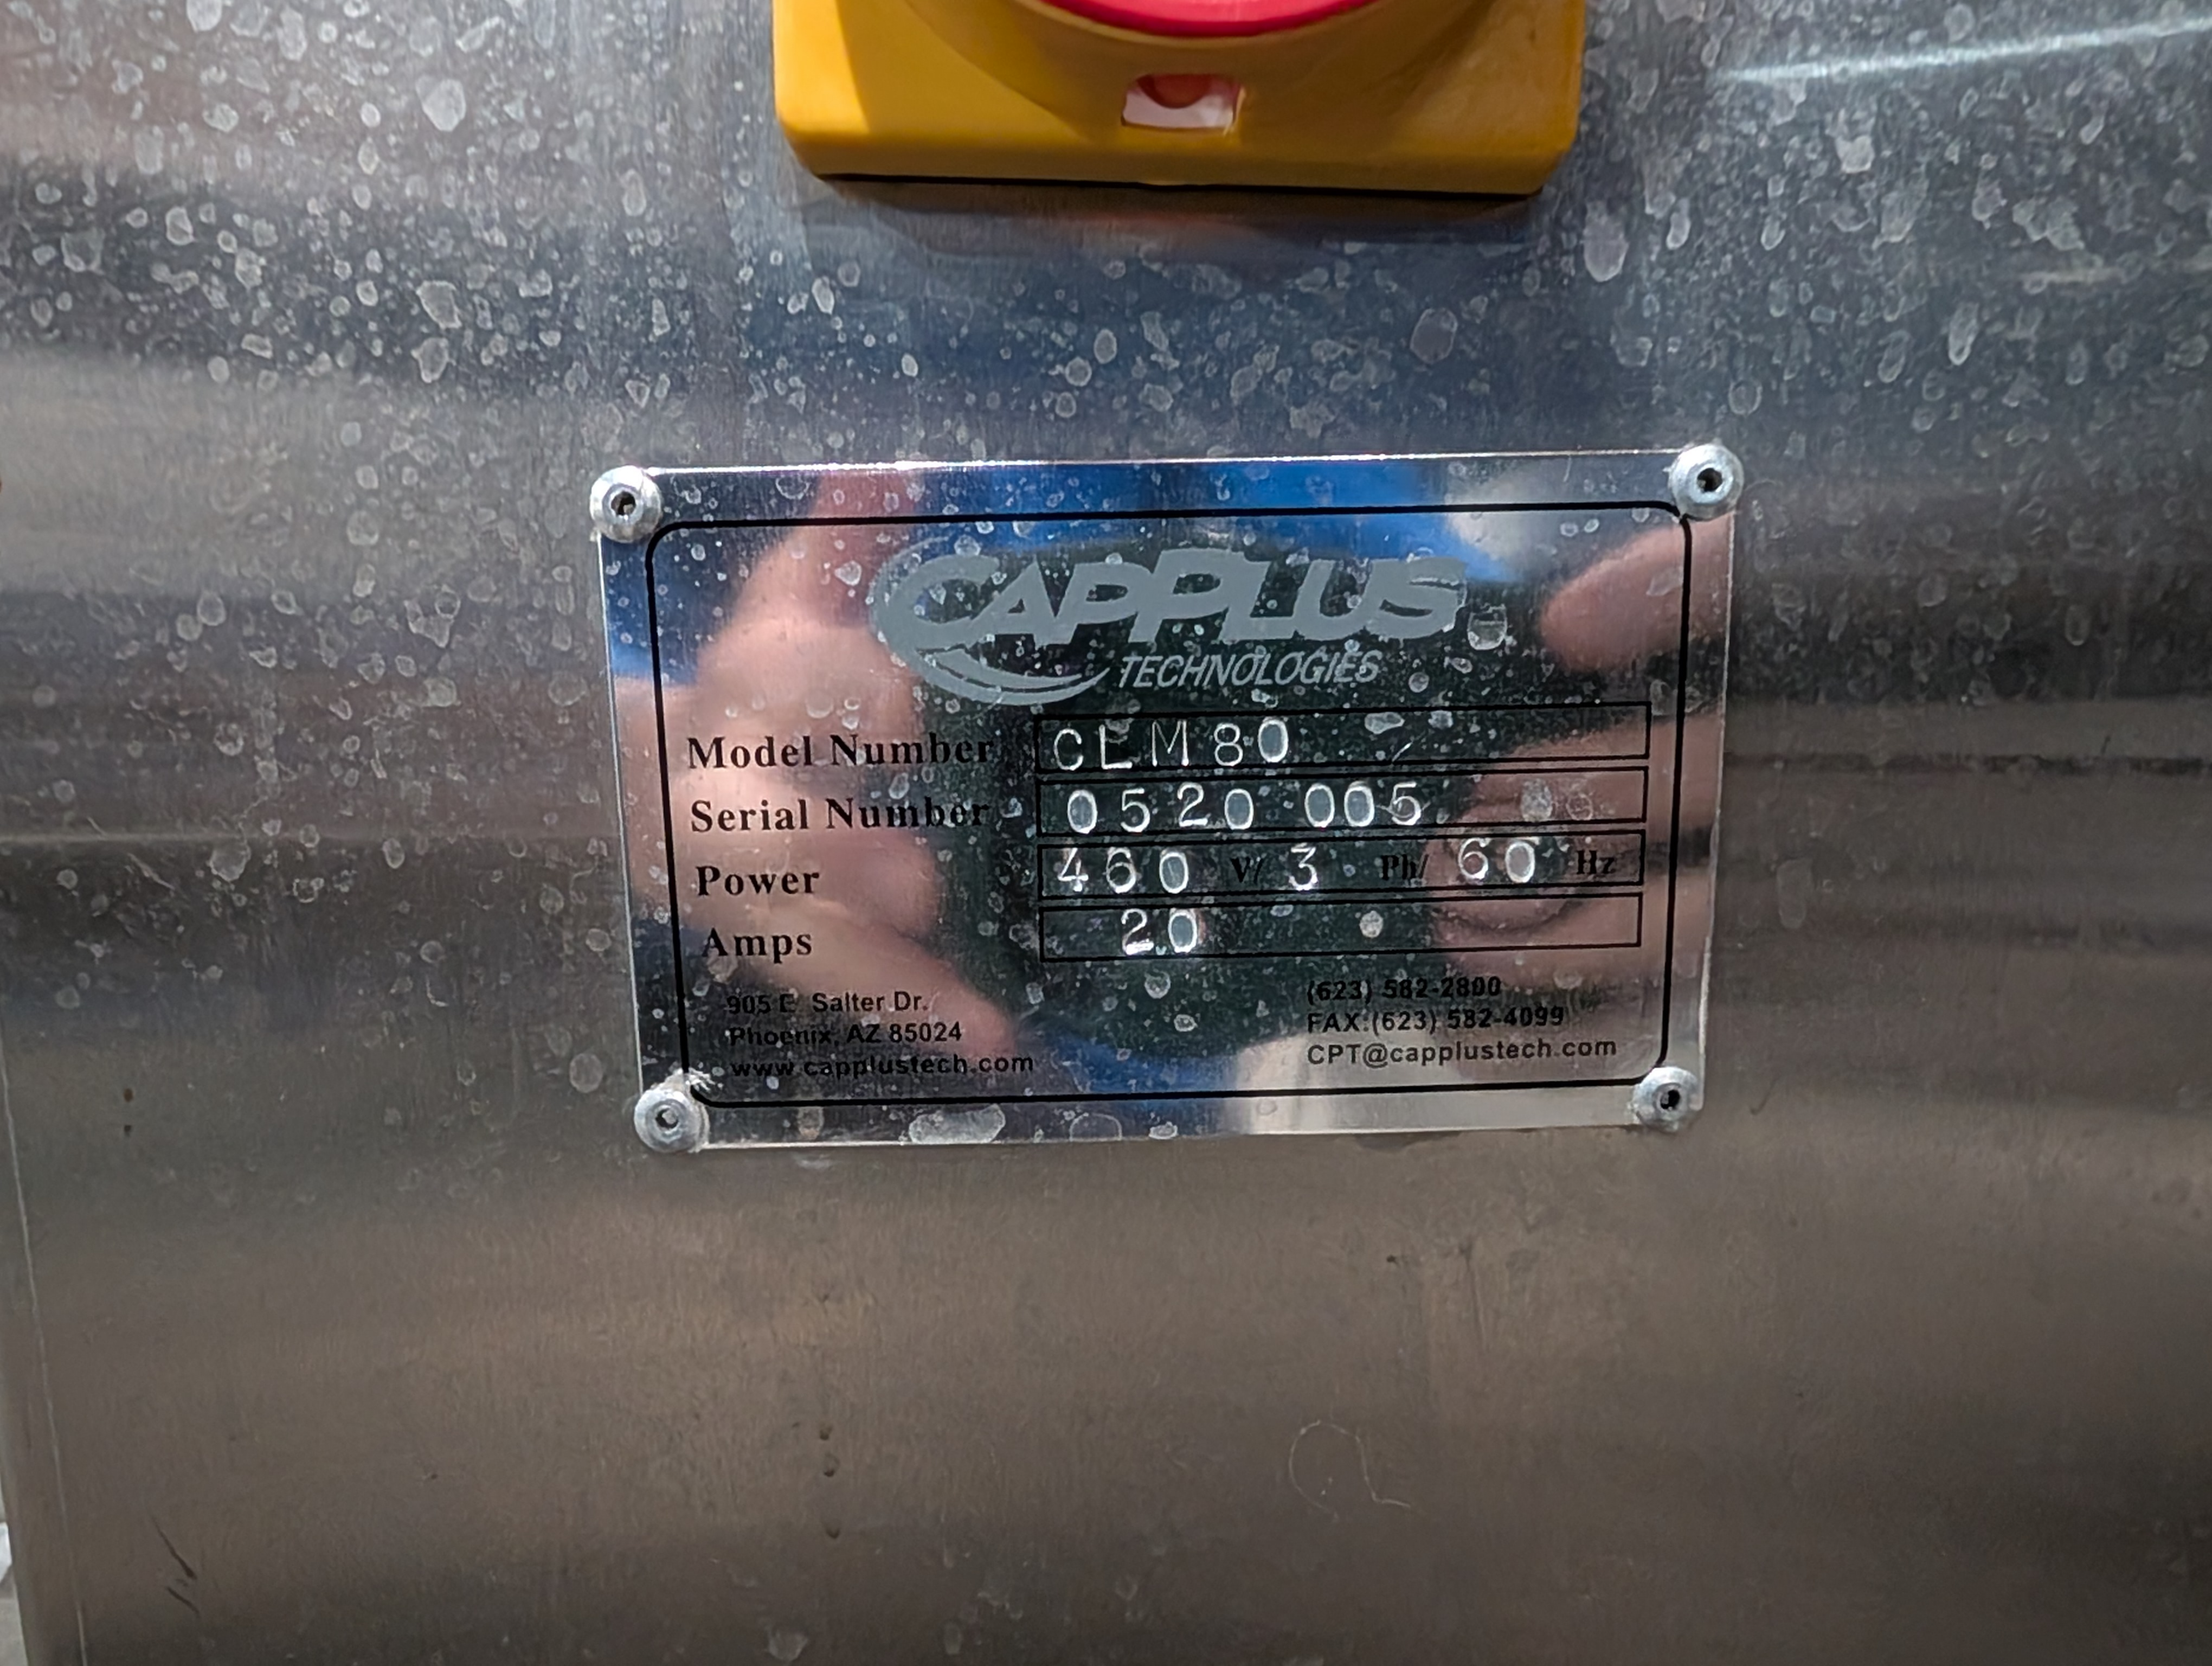 CAPPLUS
TECHNOLOGIES
Model Number CEM80
Serial Number 0520 005
Power 460 V/ 3 Ph/ 60 Hz
Amps 20
905 E Salter Dr.
Phoenix, AZ 85024
www.capplustech.com
(623) 582-2800
FAX:(623) 582-4099
CPT@capplustech.com